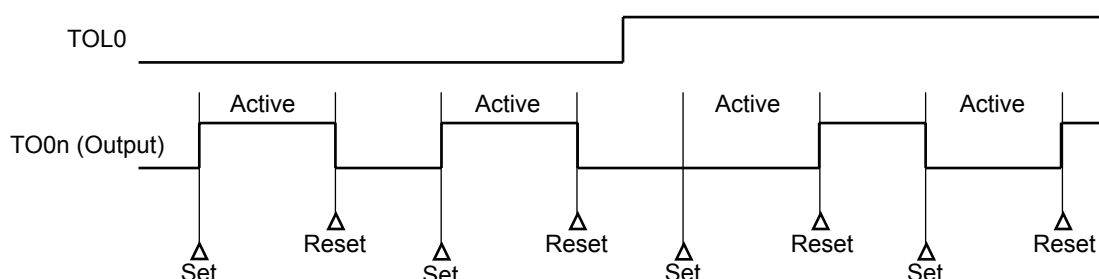 TOL0
Active Active Active Active
TO0n (Output)
Reset Reset Reset Reset
Set Set Set Set